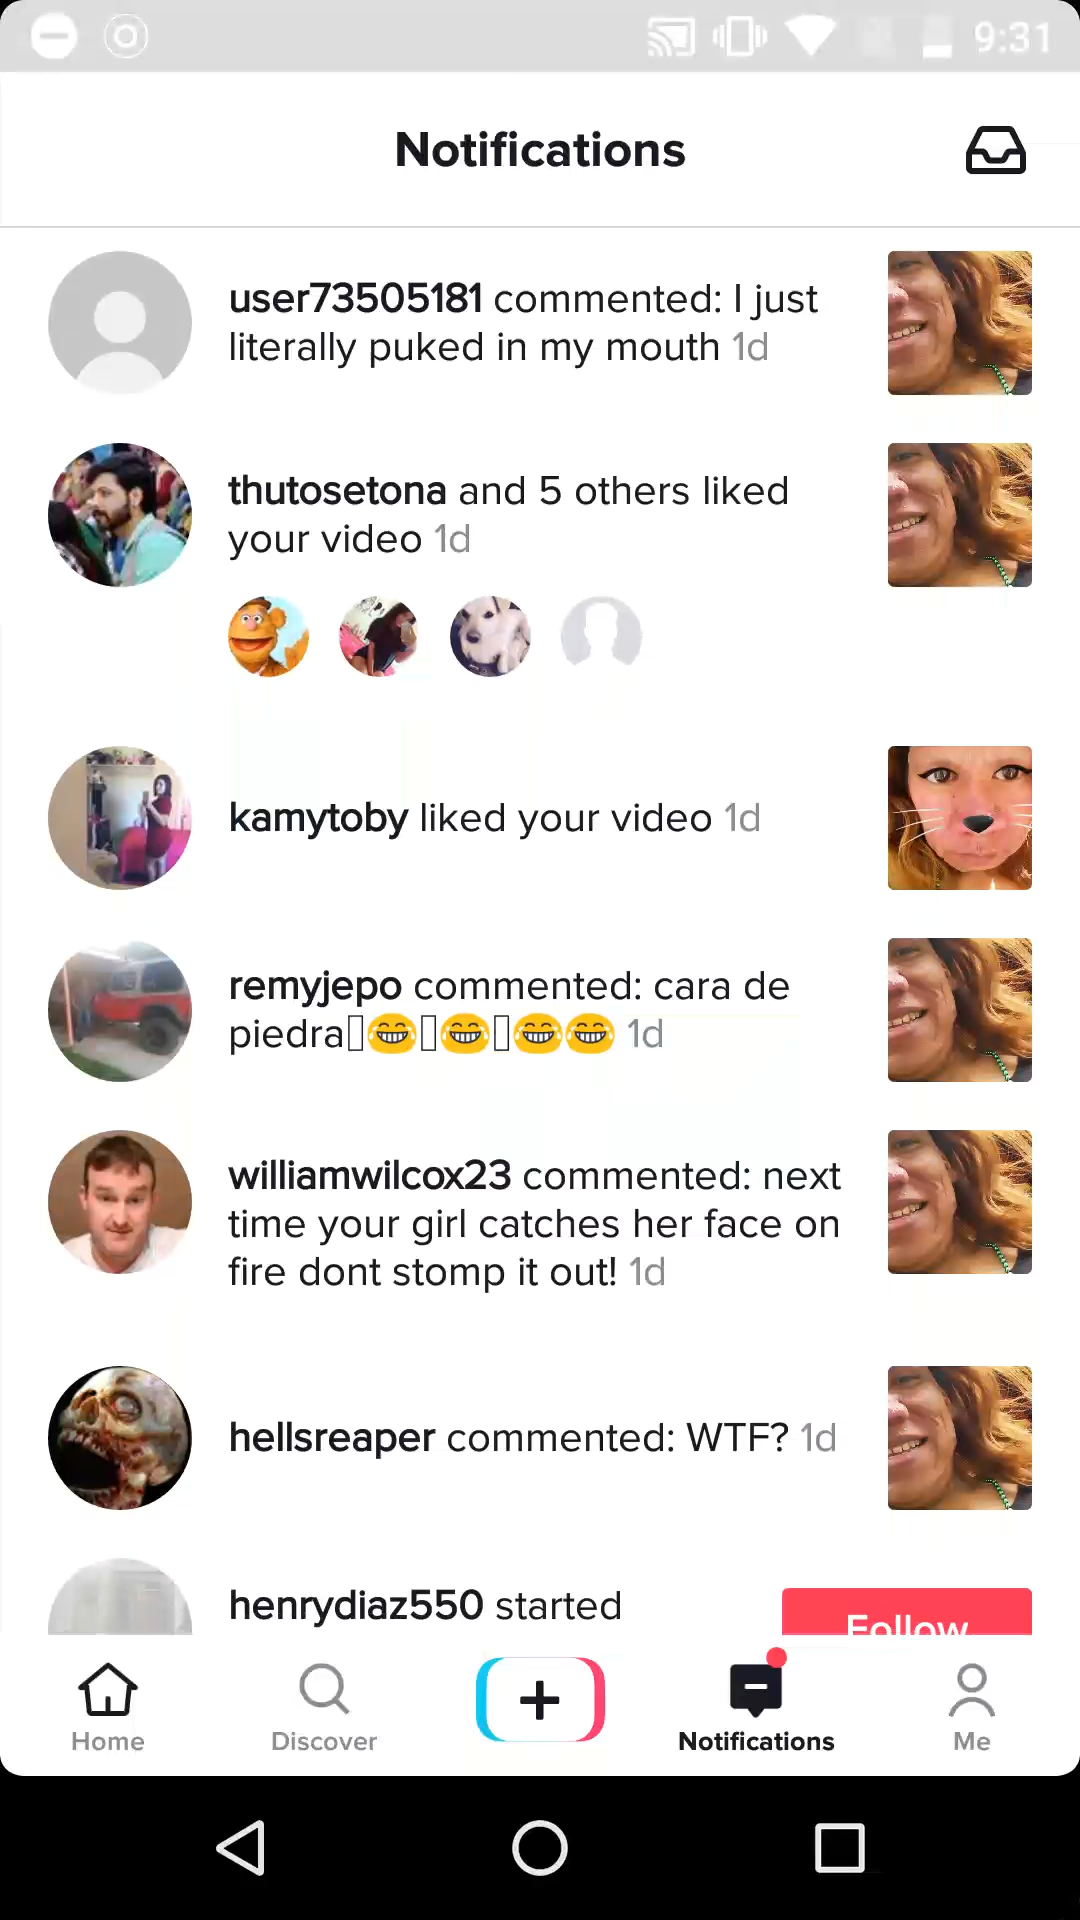 9:31
Notifications
user73505181 commented: I just
literally puked in my mouth 1d
thutosetona and 5 others liked
your video 1d
kamytoby liked your video 1d
remyjepo commented: cara de
piedra▯😂▯😂▯😂😂 1d
williamwilcox23 commented: next
time your girl catches her face on
fire dont stomp it out! 1d
hellsreaper commented: WTF? 1d
henrydiaz550 started
Follow
Home
Discover
Notifications
Me